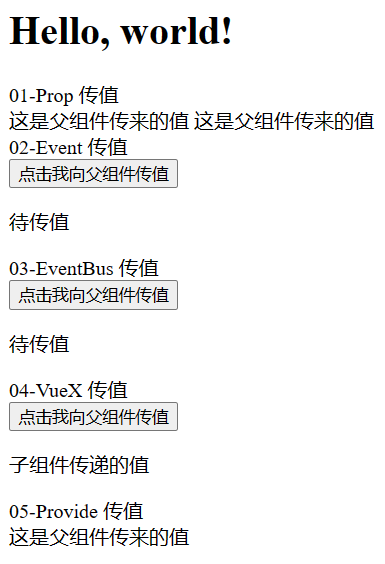 Hello, world!
01-Prop 传值
这是父组件传来的值 这是父组件传来的值
02-Event 传值
点击我向父组件传值
待传值
03-EventBus 传值
点击我向父组件传值
待传值
04-VueX 传值
点击我向父组件传值
子组件传递的值
05-Provide 传值
这是父组件传来的值